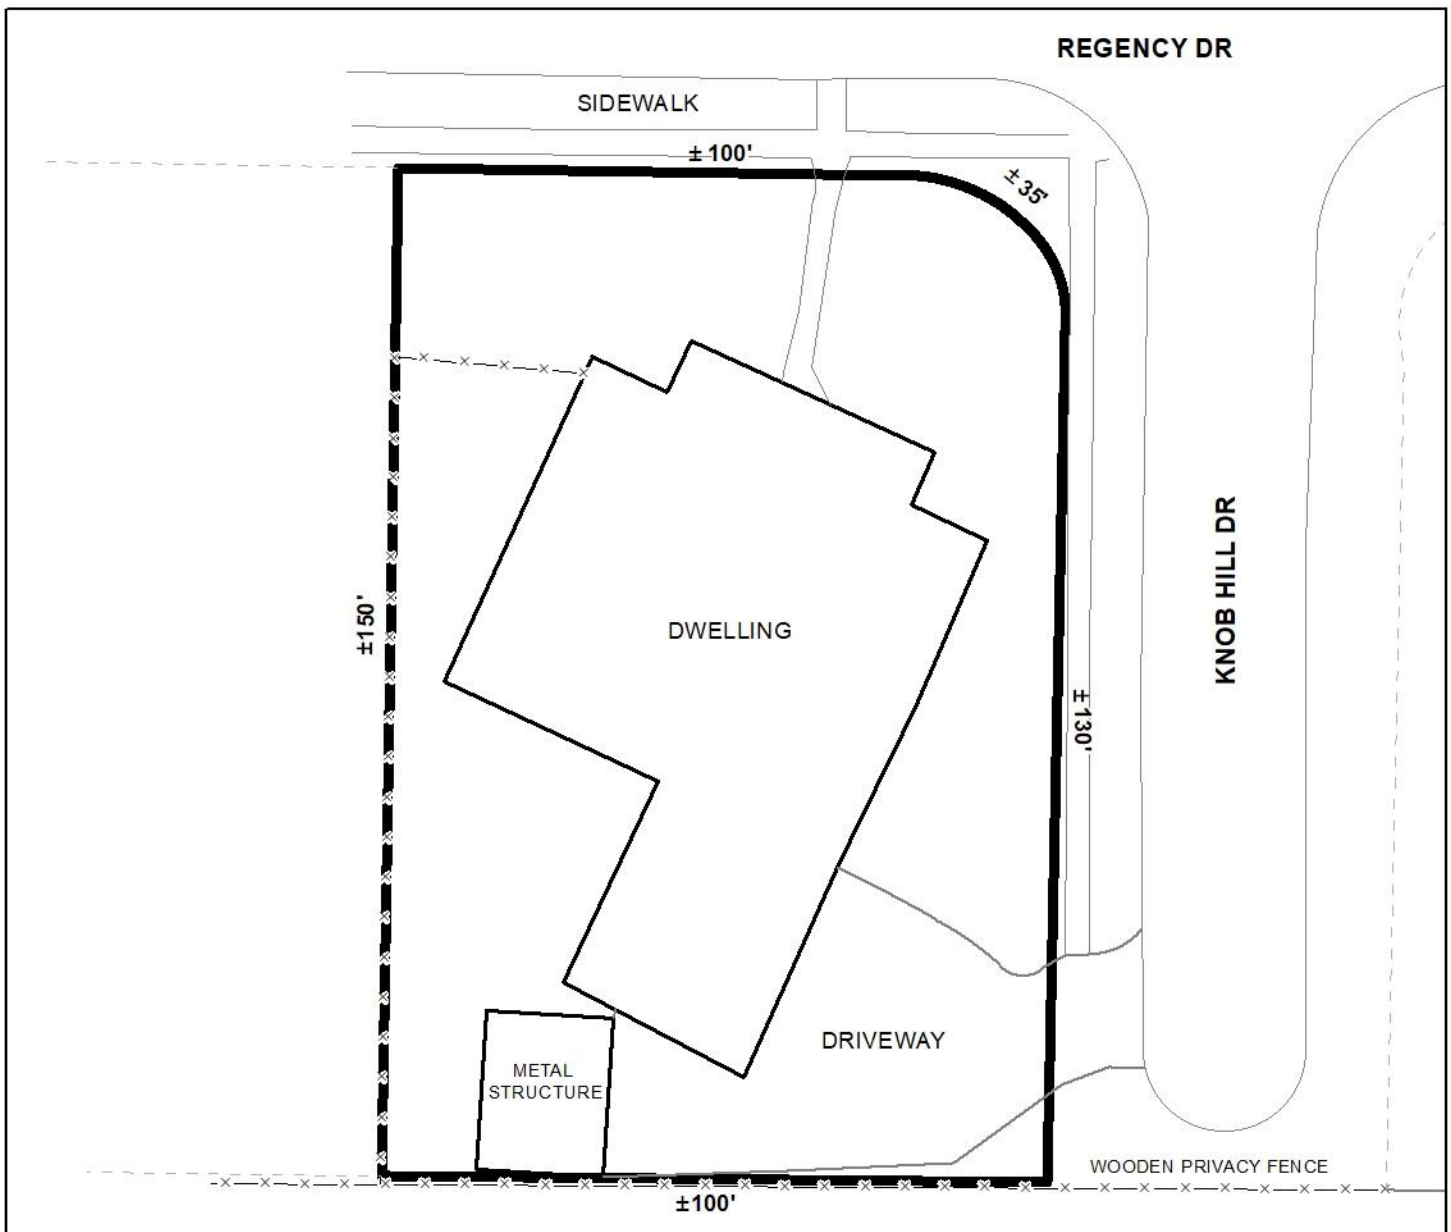 REGENCY DR
SIDEWALK
± 100'
± 35'
±150'
DWELLING
KNOB HILL DR
± 130'
DRIVEWAY
METAL
STRUCTURE
WOODEN PRIVACY FENCE
±100'